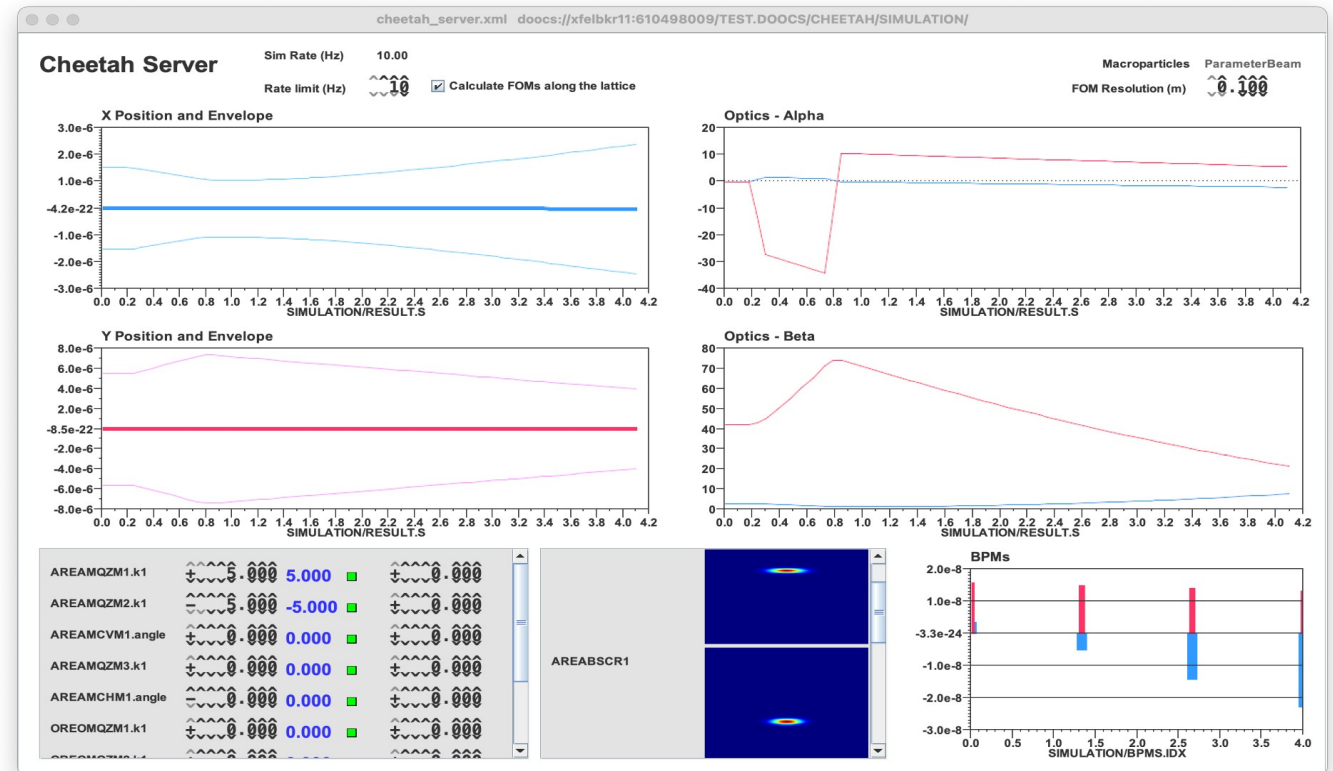 cheetah_server.xml doocs://xfelbkr11:610498009/TEST.DOOCS/CHEETAH/SIMULATION/
Cheetah Server
Sim Rate (Hz) 10.00
Rate limit (Hz) 10
Calculate FOMs along the lattice
Macroparticles ParameterBeam
FOM Resolution (m) 0.100
X Position and Envelope
3.0e-6
2.0e-6
1.0e-6
-4.2e-22
-1.0e-6
-2.0e-6
-3.0e-6
0.0 0.2 0.4 0.6 0.8 1.0 1.2 1.4 1.6 1.8 2.0 2.2 2.4 2.6 2.8 3.0 3.2 3.4 3.6 3.8 4.0 4.2
SIMULATION/RESULT.S
Optics - Alpha
20
10
0
-10
-20
-30
-40
0.0 0.2 0.4 0.6 0.8 1.0 1.2 1.4 1.6 1.8 2.0 2.2 2.4 2.6 2.8 3.0 3.2 3.4 3.6 3.8 4.0 4.2
SIMULATION/RESULT.S
Y Position and Envelope
8.0e-6
6.0e-6
4.0e-6
2.0e-6
-8.5e-22
-2.0e-6
-4.0e-6
-6.0e-6
-8.0e-6
0.0 0.2 0.4 0.6 0.8 1.0 1.2 1.4 1.6 1.8 2.0 2.2 2.4 2.6 2.8 3.0 3.2 3.4 3.6 3.8 4.0 4.2
SIMULATION/RESULT.S
Optics - Beta
80
70
60
50
40
30
20
10
0
0.0 0.2 0.4 0.6 0.8 1.0 1.2 1.4 1.6 1.8 2.0 2.2 2.4 2.6 2.8 3.0 3.2 3.4 3.6 3.8 4.0 4.2
SIMULATION/RESULT.S
AREAMQZM1.k1 + 5.000 5.000 + 0.000
AREAMQZM2.k1 - 5.000 -5.000 + 0.000
AREAMCVM1.angle + 0.000 0.000 + 0.000
AREAMQZM3.k1 + 0.000 0.000 + 0.000
AREAMCHM1.angle - 0.000 0.000 + 0.000
OREOMQZM1.k1 + 0.000 0.000 + 0.000
AREABSCR1
BPMs
2.0e-8
1.0e-8
-3.3e-24
-1.0e-8
-2.0e-8
-3.0e-8
0.0 0.5 1.0 1.5 2.0 2.5 3.0 3.5 4.0
SIMULATION/BPMS.IDX